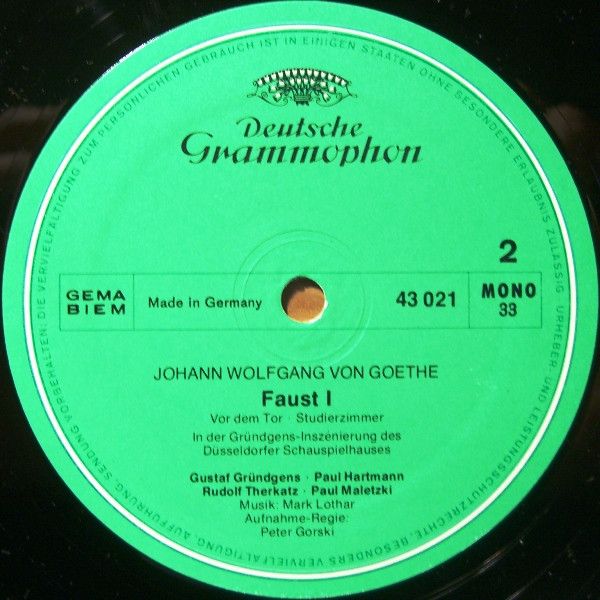 Deutsche
Grammophon
2
GEMA
BIEM
Made in Germany
43 021
MONO
33
JOHANN WOLFGANG VON GOETHE
Faust I
Vor dem Tor · Studierzimmer
In der Gründgens-Inszenierung des
Düsseldorfer Schauspielhauses
Gustaf Gründgens · Paul Hartmann
Rudolf Therkatz · Paul Maletzki
Musik: Mark Lothar
Aufnahme-Regie:
Peter Gorski
URHEBER- UND LEISTUNGSSCHUTZRECHTE, BESONDERS VERVIELFÄLTIGUNG, AUFFÜHRUNG, SENDUNG VORBEHALTEN; DIE VERVIELFÄLTIGUNG ZUM PERSÖNLICHEN GEBRAUCH IST IN EINIGEN STAATEN OHNE BESONDERE ERLAUBNIS ZULÄSSIG.